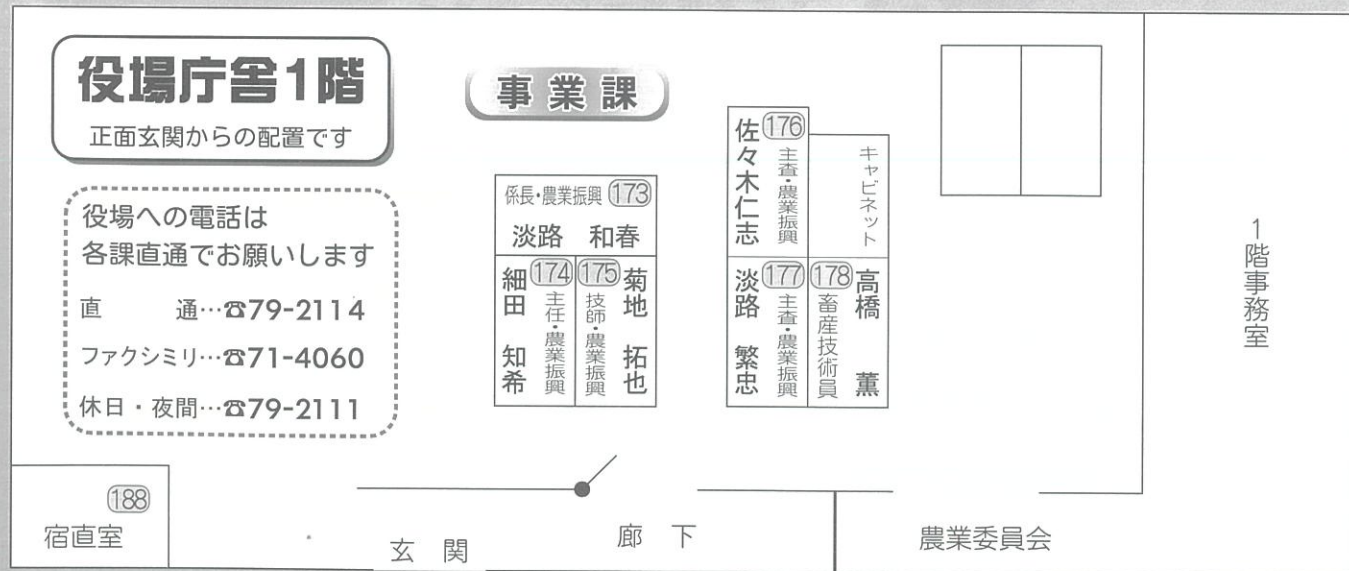 役場庁舎1階
正面玄関からの配置です
事業課
役場への電話は
各課直通でお願いします
直　　　通…☎79-2114
ファクシミリ…☎71-4060
休日・夜間…☎79-2111
係長・農業振興 173
淡路　和春
174
主任・農業振興
細田　知希
175
技師・農業振興
菊地　拓也
176
主査・農業振興
佐々木仁志
キャビネット
177
主査・農業振興
淡路　繁忠
178
畜産技術員
高橋　薫
1階事務室
188
宿直室
玄　関
廊　下
農業委員会